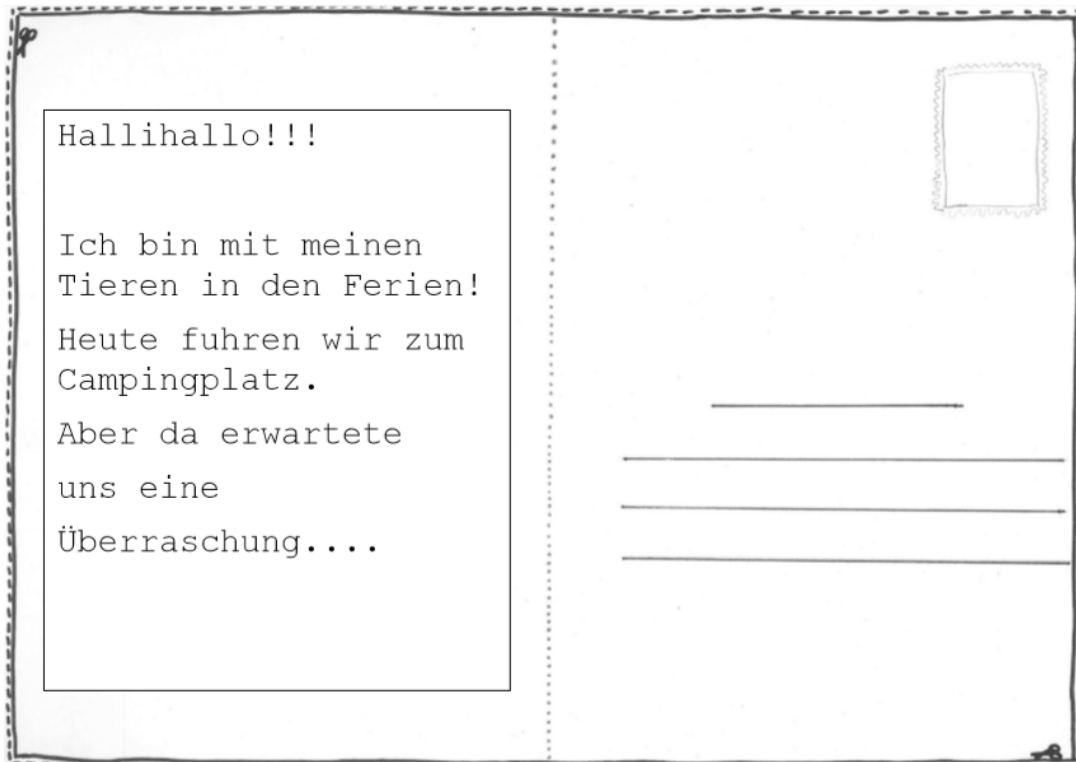 Hallihallo!!!
Ich bin mit meinen
Tieren in den Ferien!
Heute fuhren wir zum
Campingplatz.
Aber da erwartete
uns eine
Überraschung....